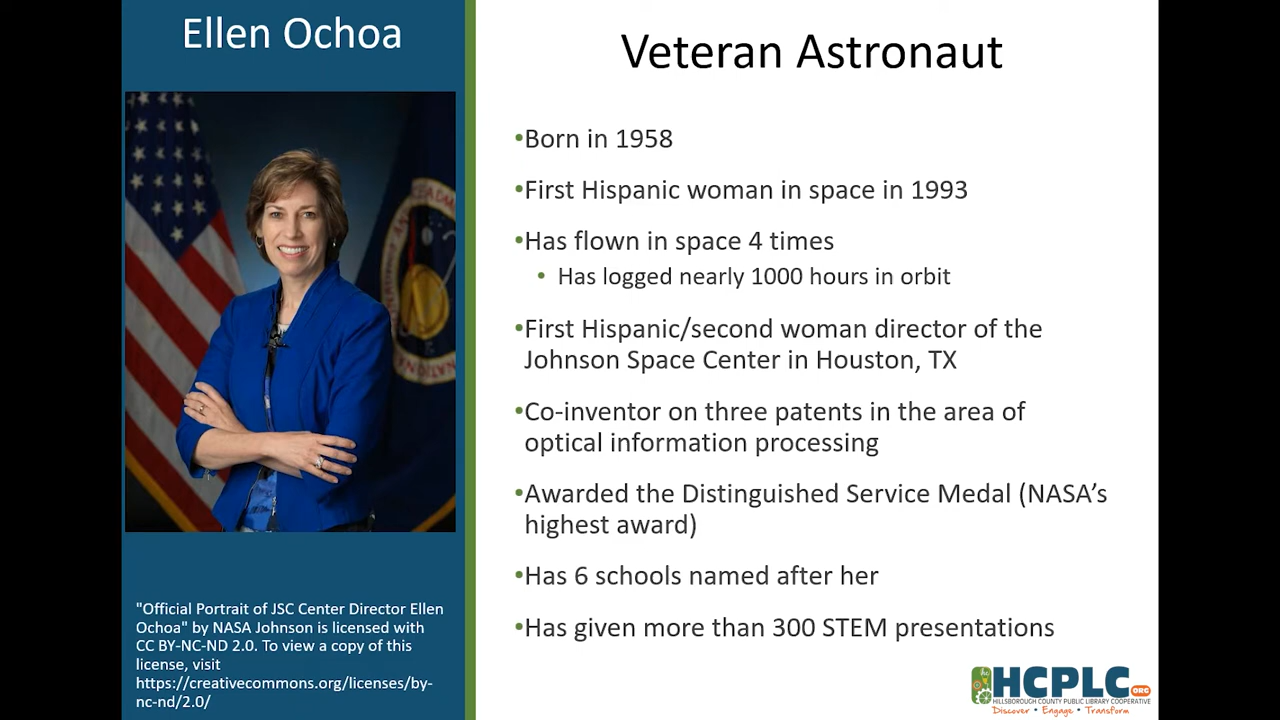 Ellen Ochoa
"Official Portrait of JSC Center Director Ellen
Ochoa" by NASA Johnson is licensed with
CC BY-NC-ND 2.0. To view a copy of this
license, visit
https://creativecommons.org/licenses/by-
nc-nd/2.0/
Veteran Astronaut
•Born in 1958
•First Hispanic woman in space in 1993
•Has flown in space 4 times
• Has logged nearly 1000 hours in orbit
•First Hispanic/second woman director of the
Johnson Space Center in Houston, TX
•Co-inventor on three patents in the area of
optical information processing
•Awarded the Distinguished Service Medal (NASA's
highest award)
•Has 6 schools named after her
•Has given more than 300 STEM presentations
HCPLC.ORG
HILLSBOROUGH COUNTY PUBLIC LIBRARY COOPERATIVE
Discover • Engage • Transform